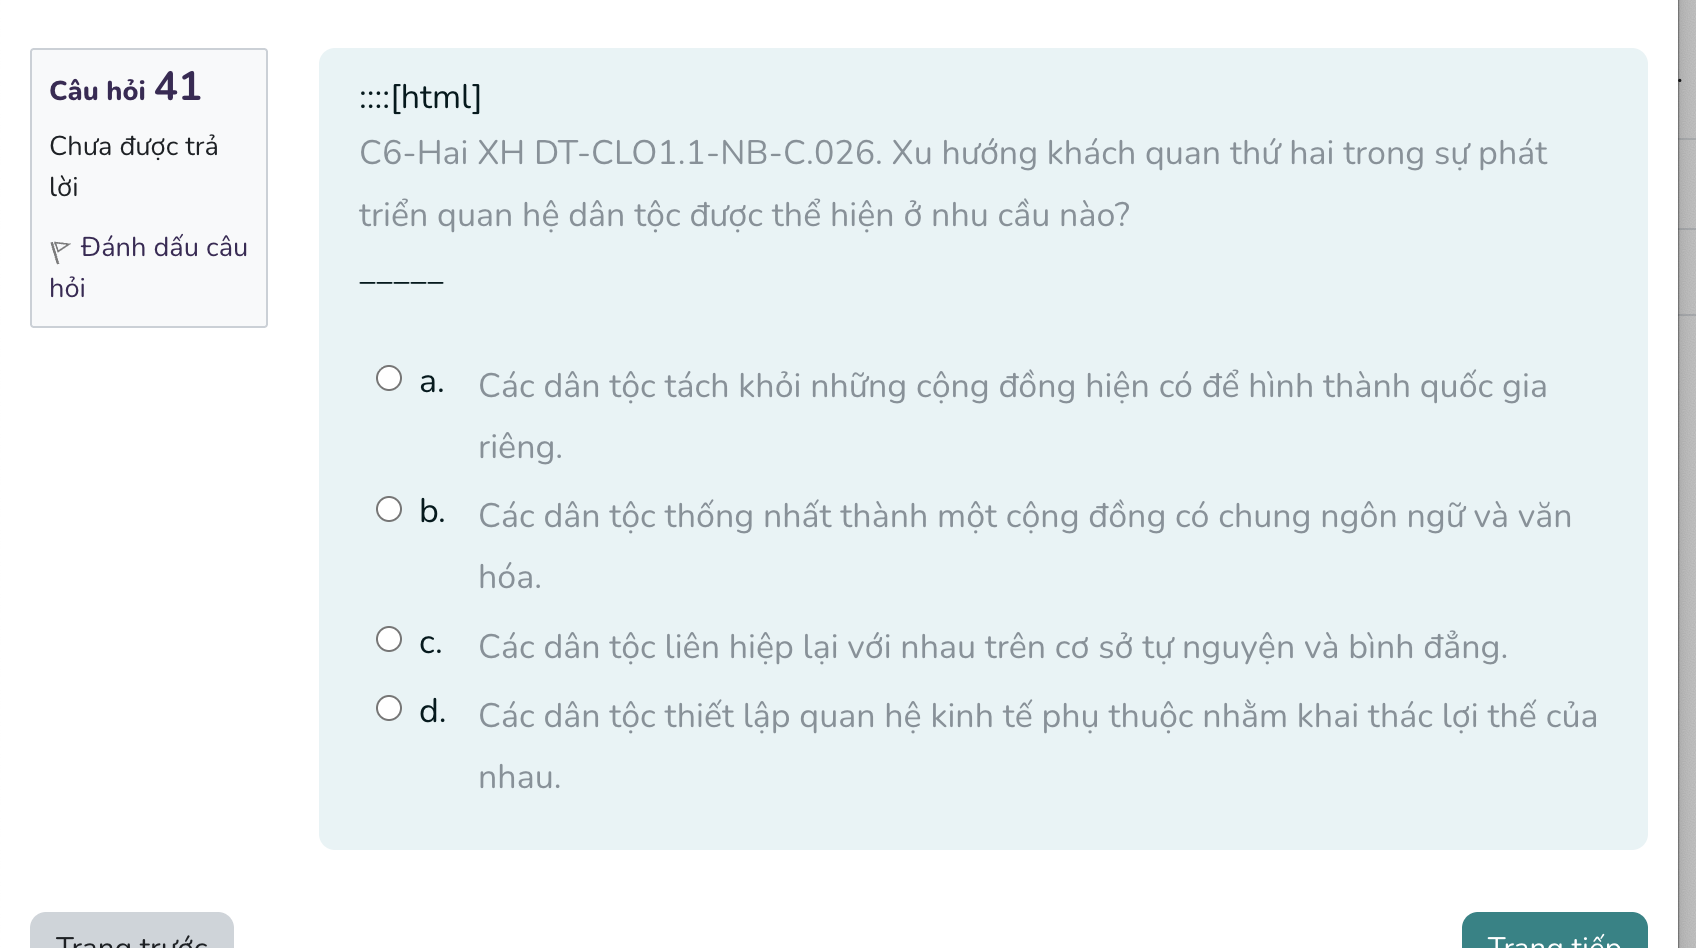 Câu hỏi 41
Chưa được trả
lời
Đánh dấu câu
hỏi
::::[html]
C6-Hai XH DT-CLO1.1-NB-C.026. Xu hướng khách quan thứ hai trong sự phát
triển quan hệ dân tộc được thể hiện ở nhu cầu nào?
_____
a. Các dân tộc tách khỏi những cộng đồng hiện có để hình thành quốc gia
riêng.
b. Các dân tộc thống nhất thành một cộng đồng có chung ngôn ngữ và văn
hóa.
c. Các dân tộc liên hiệp lại với nhau trên cơ sở tự nguyện và bình đẳng.
d. Các dân tộc thiết lập quan hệ kinh tế phụ thuộc nhằm khai thác lợi thế của
nhau.
Trang trước
Trang tiếp